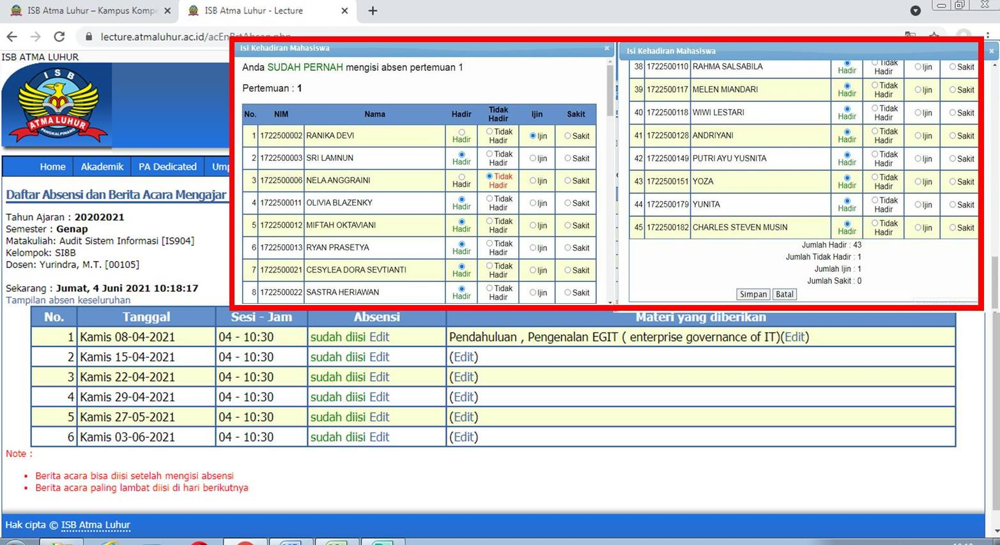 ISB Atma Luhur – Kampus Kompe
ISB Atma Luhur - Lecture
lecture.atmaluhur.ac.id/acEnBrtAbsen.php
ISB ATMA LUHUR
ISB
ATMA LUHUR
PANGKALPINANG
Home Akademik PA Dedicated Ump
Daftar Absensi dan Berita Acara Mengajar
Tahun Ajaran : 20202021
Semester : Genap
Matakuliah: Audit Sistem Informasi [IS904]
Kelompok: SI8B
Dosen: Yurindra, M.T. [00105]
Sekarang : Jumat, 4 Juni 2021 10:18:17
Tampilan absen keseluruhan
Isi Kehadiran Mahasiswa
Anda SUDAH PERNAH mengisi absen pertemuan 1
Pertemuan : 1
No. NIM Nama Hadir Tidak Hadir Ijin Sakit
1 1722500002 RANIKA DEVI Hadir Tidak Hadir Ijin Sakit
2 1722500003 SRI LAMNUN Hadir Tidak Hadir Ijin Sakit
3 1722500006 NELA ANGGRAINI Hadir Tidak Hadir Ijin Sakit
4 1722500011 OLIVIA BLAZENKY Hadir Tidak Hadir Ijin Sakit
5 1722500012 MIFTAH OKTAVIANI Hadir Tidak Hadir Ijin Sakit
6 1722500013 RYAN PRASETYA Hadir Tidak Hadir Ijin Sakit
7 1722500021 CESYLEA DORA SEVTIANTI Hadir Tidak Hadir Ijin Sakit
8 1722500022 SASTRA HERIAWAN Hadir Tidak Hadir Ijin Sakit
Isi Kehadiran Mahasiswa
38 1722500110 RAHMA SALSABILA Hadir Tidak Hadir Ijin Sakit
39 1722500117 MELEN MIANDARI Hadir Tidak Hadir Ijin Sakit
40 1722500118 WIWI LESTARI Hadir Tidak Hadir Ijin Sakit
41 1722500128 ANDRIYANI Hadir Tidak Hadir Ijin Sakit
42 1722500149 PUTRI AYU YUSNITA Hadir Tidak Hadir Ijin Sakit
43 1722500151 YOZA Hadir Tidak Hadir Ijin Sakit
44 1722500179 YUNITA Hadir Tidak Hadir Ijin Sakit
45 1722500182 CHARLES STEVEN MUSIN Hadir Tidak Hadir Ijin Sakit
Jumlah Hadir : 43
Jumlah Tidak Hadir : 1
Jumlah Ijin : 1
Jumlah Sakit : 0
Simpan Batal
No. Tanggal Sesi - Jam Absensi Materi yang diberikan
1 Kamis 08-04-2021 04 - 10:30 sudah diisi Edit Pendahuluan , Pengenalan EGIT ( enterprise governance of IT)(Edit)
2 Kamis 15-04-2021 04 - 10:30 sudah diisi Edit (Edit)
3 Kamis 22-04-2021 04 - 10:30 sudah diisi Edit (Edit)
4 Kamis 29-04-2021 04 - 10:30 sudah diisi Edit (Edit)
5 Kamis 27-05-2021 04 - 10:30 sudah diisi Edit (Edit)
6 Kamis 03-06-2021 04 - 10:30 sudah diisi Edit (Edit)
Note :
• Berita acara bisa diisi setelah mengisi absensi
• Berita acara paling lambat diisi di hari berikutnya
Hak cipta © ISB Atma Luhur